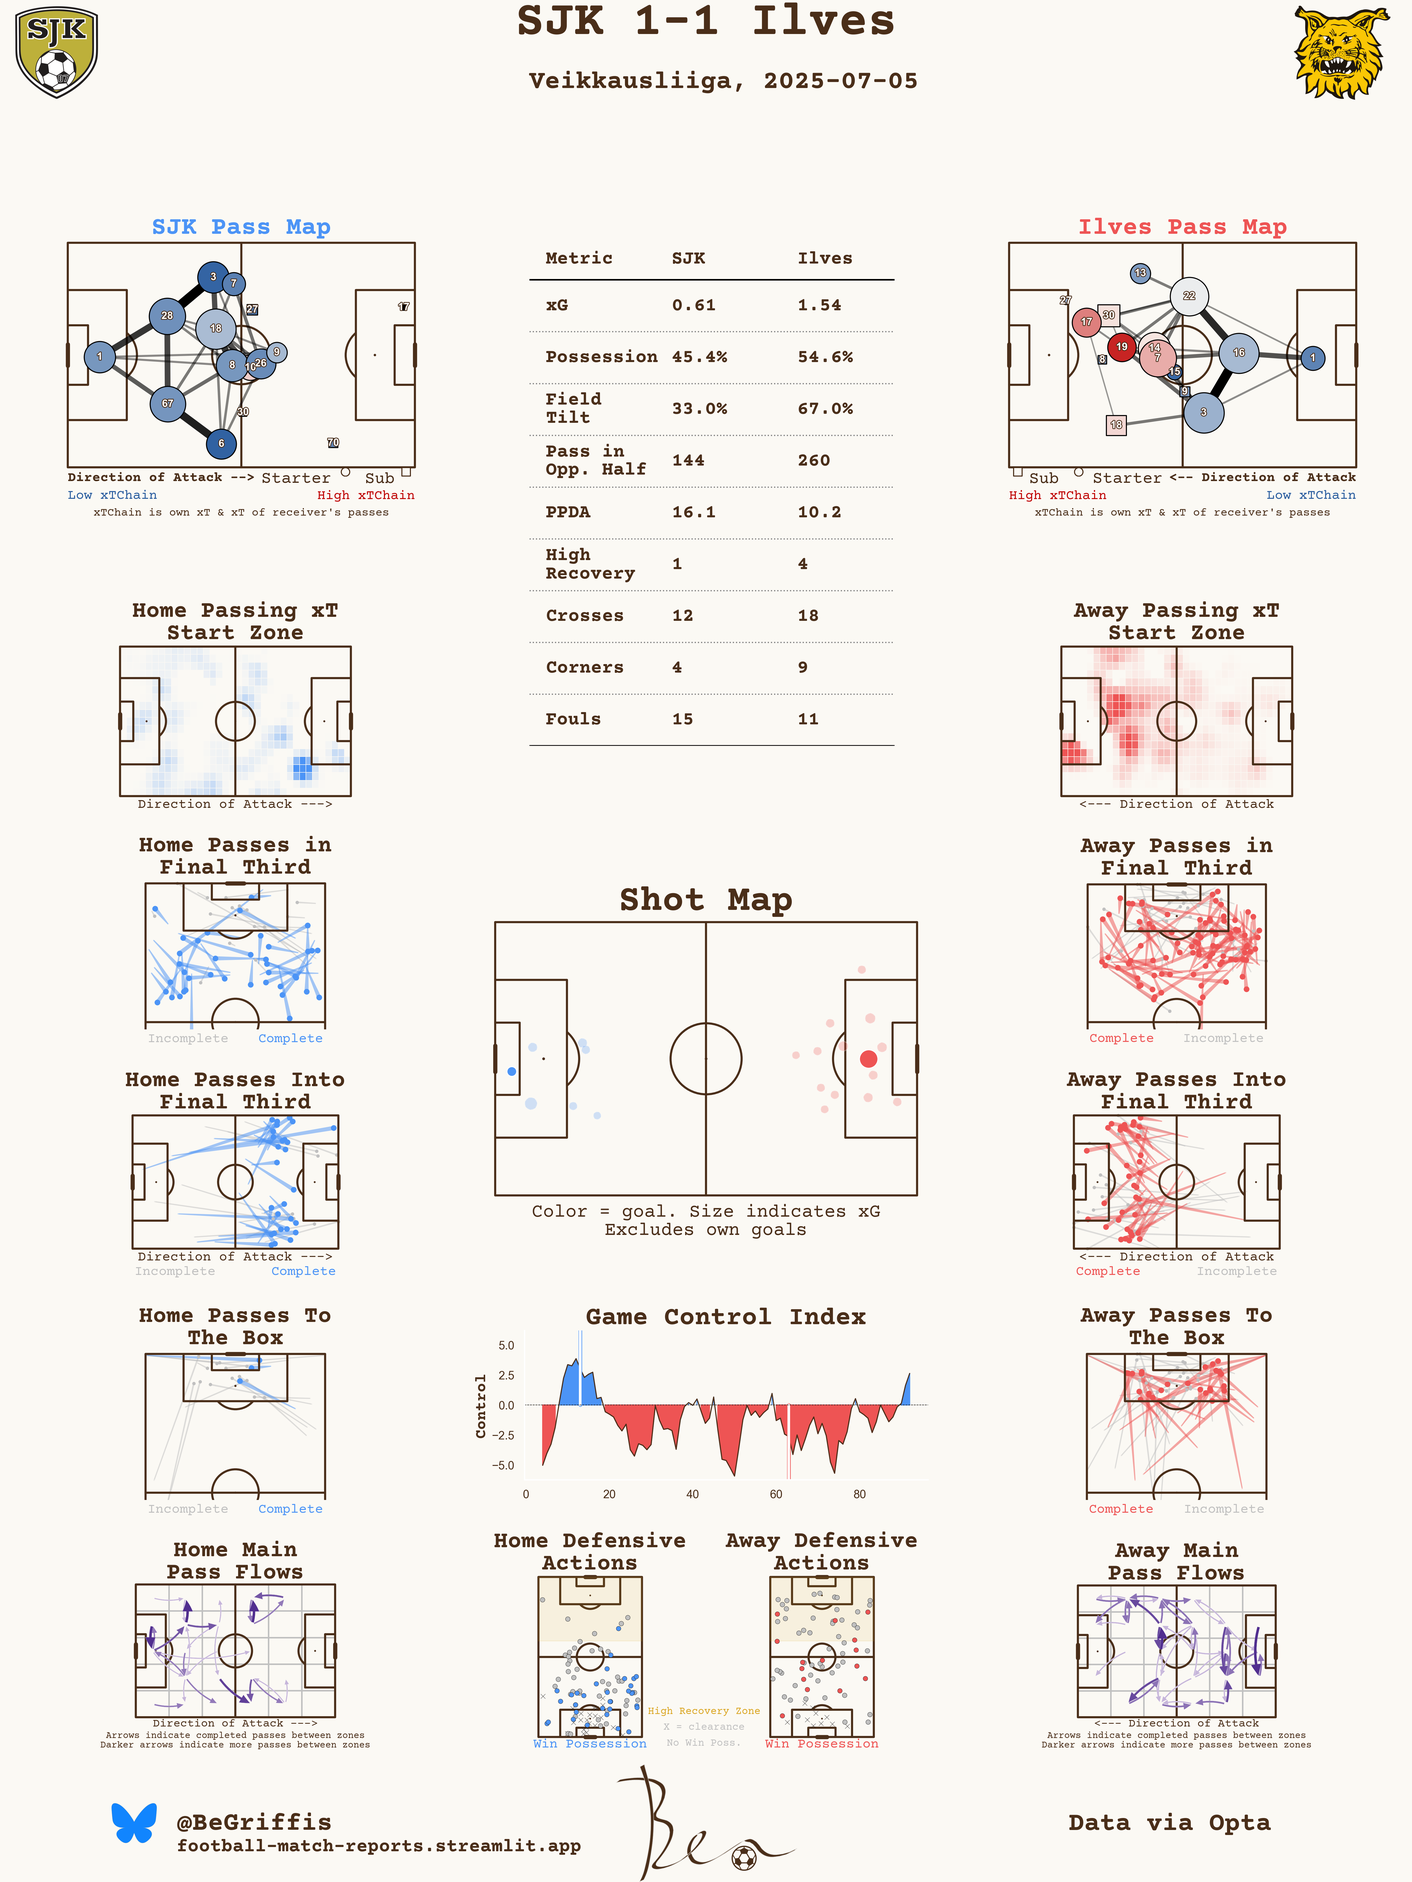 SJK 1-1 Ilves
Veikkausliiga, 2025-07-05
SJK
SJK Pass Map
3
7
27
17
28
18
1
9
8
10
26
67
30
6
70
Direction of Attack --> Starter Sub
Low xTChain High xTChain
xTChain is own xT & xT of receiver's passes
Metric SJK Ilves
xG 0.61 1.54
Possession 45.4% 54.6%
Field
Tilt 33.0% 67.0%
Pass in
Opp. Half 144 260
PPDA 16.1 10.2
High
Recovery 1 4
Crosses 12 18
Corners 4 9
Fouls 15 11
Ilves Pass Map
13
22
27
30
17
19
14
7
16
1
8
15
9
3
18
Sub Starter <-- Direction of Attack
High xTChain Low xTChain
xTChain is own xT & xT of receiver's passes
Home Passing xT
Start Zone
Direction of Attack --->
Away Passing xT
Start Zone
<--- Direction of Attack
Home Passes in
Final Third
Incomplete Complete
Away Passes in
Final Third
Complete Incomplete
Shot Map
Color = goal. Size indicates xG
Excludes own goals
Home Passes Into
Final Third
Direction of Attack --->
Incomplete Complete
Away Passes Into
Final Third
<--- Direction of Attack
Complete Incomplete
Home Passes To
The Box
Incomplete Complete
Game Control Index
Control
5.0
2.5
0.0
−2.5
−5.0
0 20 40 60 80
Away Passes To
The Box
Complete Incomplete
Home Main
Pass Flows
Direction of Attack --->
Arrows indicate completed passes between zones
Darker arrows indicate more passes between zones
Home Defensive
Actions
Win Possession
High Recovery Zone
X = clearance
No Win Poss.
Away Defensive
Actions
Win Possession
Away Main
Pass Flows
<--- Direction of Attack
Arrows indicate completed passes between zones
Darker arrows indicate more passes between zones
@BeGriffis
football-match-reports.streamlit.app
Ben
Data via Opta